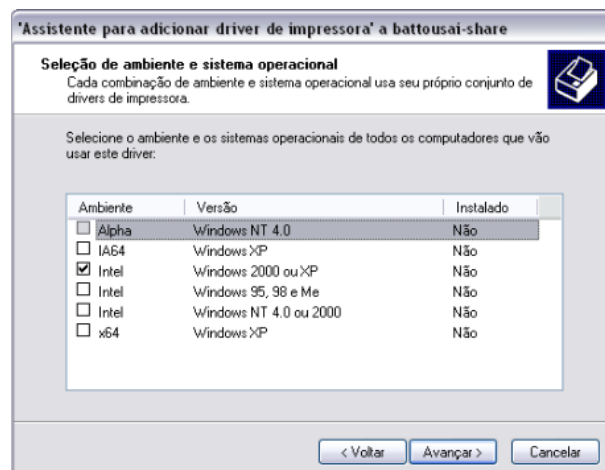 'Assistente para adicionar driver de impressora' a battousai-share
Seleção de ambiente e sistema operacional
Cada combinação de ambiente e sistema operacional usa seu próprio conjunto de
drivers de impressora.
Selecione o ambiente e os sistemas operacionais de todos os computadores que vão
usar este driver:
Ambiente Versão Instalado
Alpha Windows NT 4.0 Não
IA64 Windows XP Não
Intel Windows 2000 ou XP Não
Intel Windows 95, 98 e Me Não
Intel Windows NT 4.0 ou 2000 Não
x64 Windows XP Não
< Voltar Avançar > Cancelar